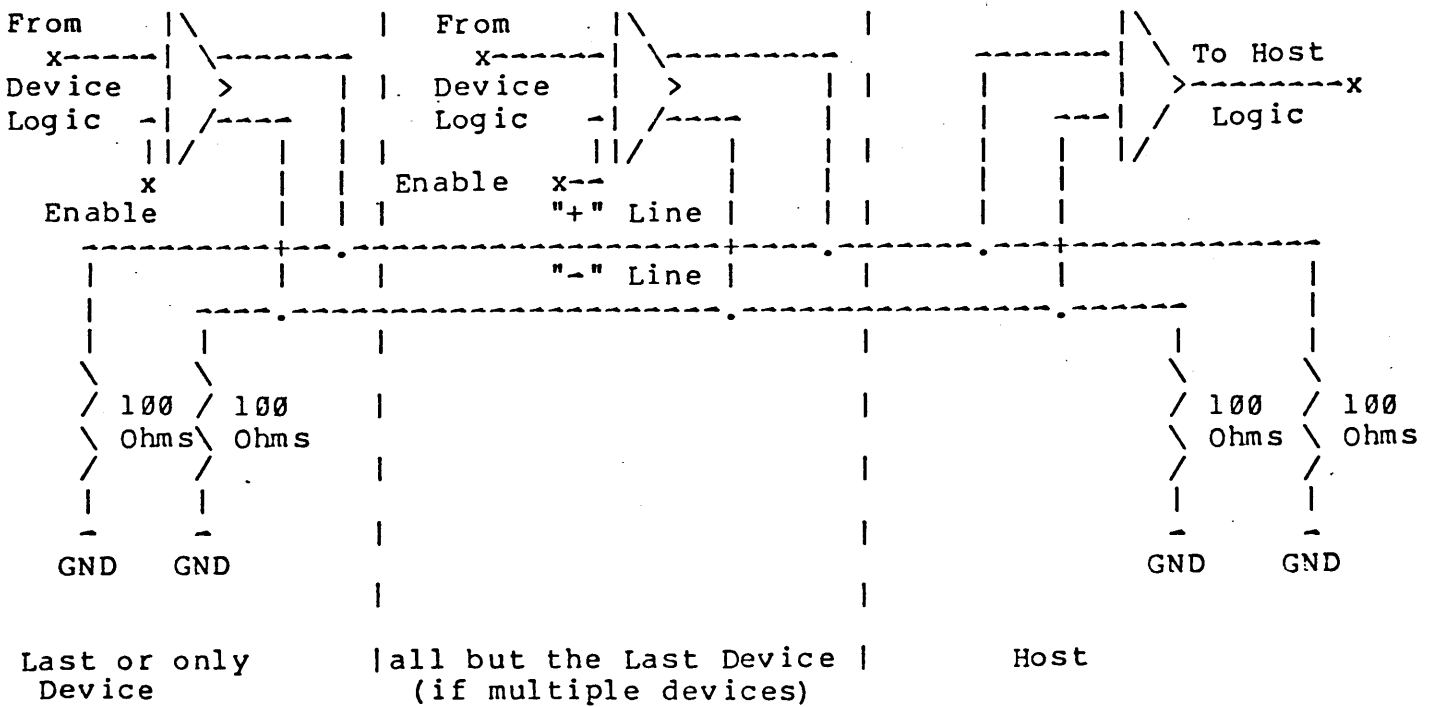 From From
x x To Host
Device Device x
Logic Logic Logic
x Enable x
Enable "+" Line
"-" Line
100 100 100 100
Ohms Ohms Ohms Ohms
GND GND GND GND
Last or only all but the Last Device Host
Device (if multiple devices)